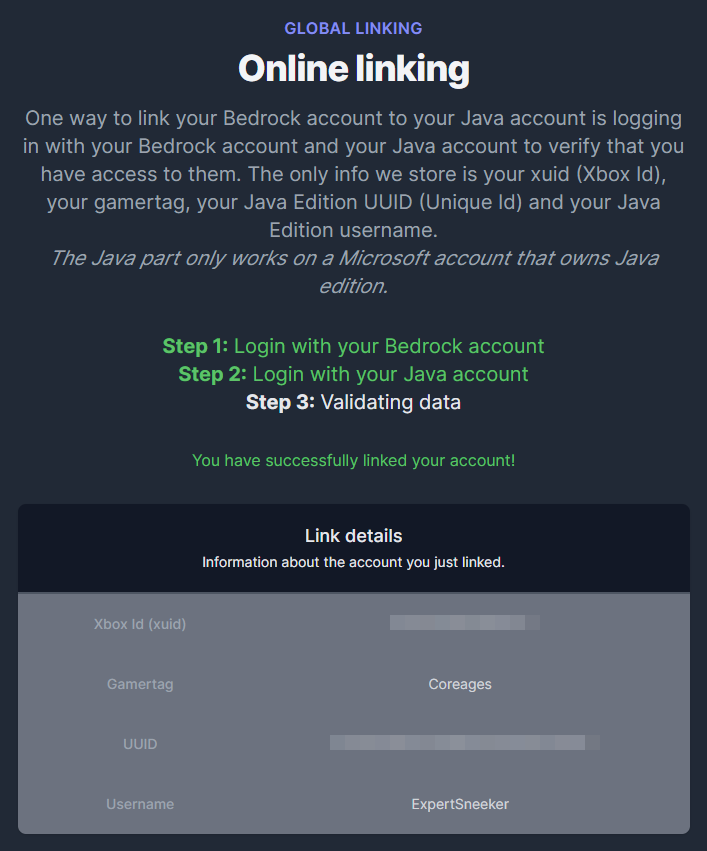 GLOBAL LINKING
Online linking
One way to link your Bedrock account to your Java account is logging
in with your Bedrock account and your Java account to verify that you
have access to them. The only info we store is your xuid (Xbox Id),
your gamertag, your Java Edition UUID (Unique Id) and your Java
Edition username.
The Java part only works on a Microsoft account that owns Java
edition.
Step 1: Login with your Bedrock account
Step 2: Login with your Java account
Step 3: Validating data
You have successfully linked your account!
Link details
Information about the account you just linked.
Xbox Id (xuid)
Gamertag Coreages
UUID
Username ExpertSneeker